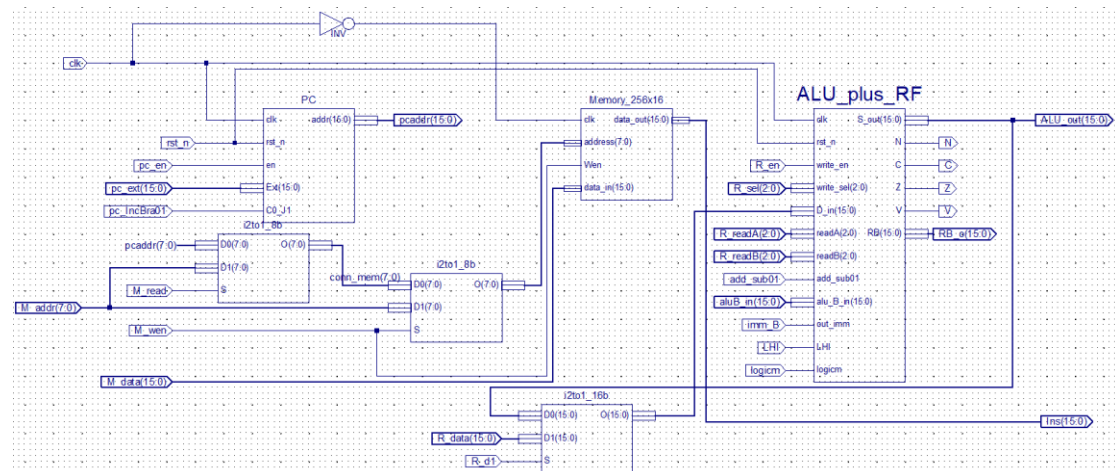 INV
clk
PC
clk
addr(15:0)
pcaddr(15:0)
rst_n
rst_n
pc_en
en
pc_ext(15:0)
Ext(15:0)
pc_IncBra01
C0_J1
Memory_256x16
clk
data_out(15:0)
address(7:0)
Wen
data_in(15:0)
ALU_plus_RF
clk
S_out(15:0)
ALU_out(15:0)
rst_n
N
N
R_en
write_en
C
C
R_sel(2:0)
write_sel(2:0)
Z
Z
D_in(15:0)
V
V
R_readA(2:0)
readA(2:0)
RB(15:0)
RB_o(15:0)
R_readB(2:0)
readB(2:0)
add_sub01
add_sub01
aluB_in(15:0)
alu_B_in(15:0)
imm_B
out_imm
LHI
LHI
logicm
logicm
i2to1_8b
pcaddr(7:0)
D0(7:0)
O(7:0)
D1(7:0)
M_read
S
M_addr(7:0)
conn_mem(7:0)
i2to1_8b
D0(7:0)
O(7:0)
D1(7:0)
M_wen
S
M_data(15:0)
i2to1_16b
D0(15:0)
O(15:0)
R_data(15:0)
D1(15:0)
R_d1
S
Ins(15:0)